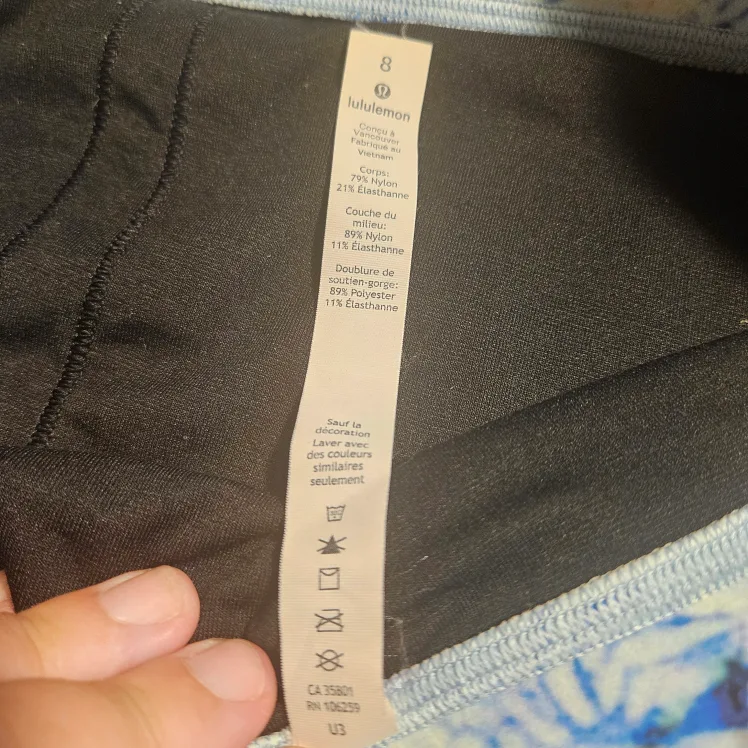 8
lululemon
Conçu à
Vancouver
Fabriqué au
Vietnam
Corps:
79% Nylon
21% Élasthanne
Couche du
milieu:
89% Nylon
11% Élasthanne
Doublure de
soutien-gorge:
89% Polyester
11% Élasthanne
Sauf la
décoration
Laver avec
des couleurs
similaires
seulement
CA 35801
RN 106259
U3